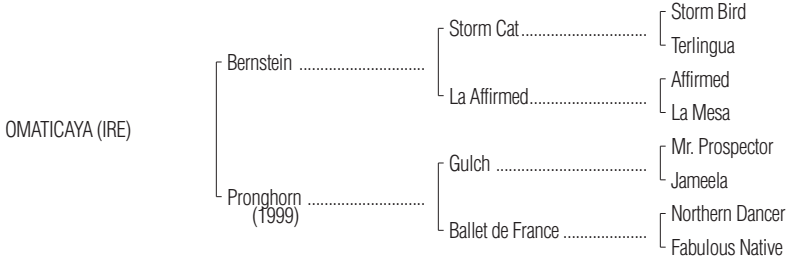 Storm Bird
Storm Cat..............................
Terlingua
Bernstein ..............................
Affirmed
La Affirmed............................
La Mesa
OMATICAYA (IRE)
Mr. Prospector
Gulch ...................................
Jameela
Pronghorn ............................
(1999)
Northern Dancer
Ballet de France ....................
Fabulous Native